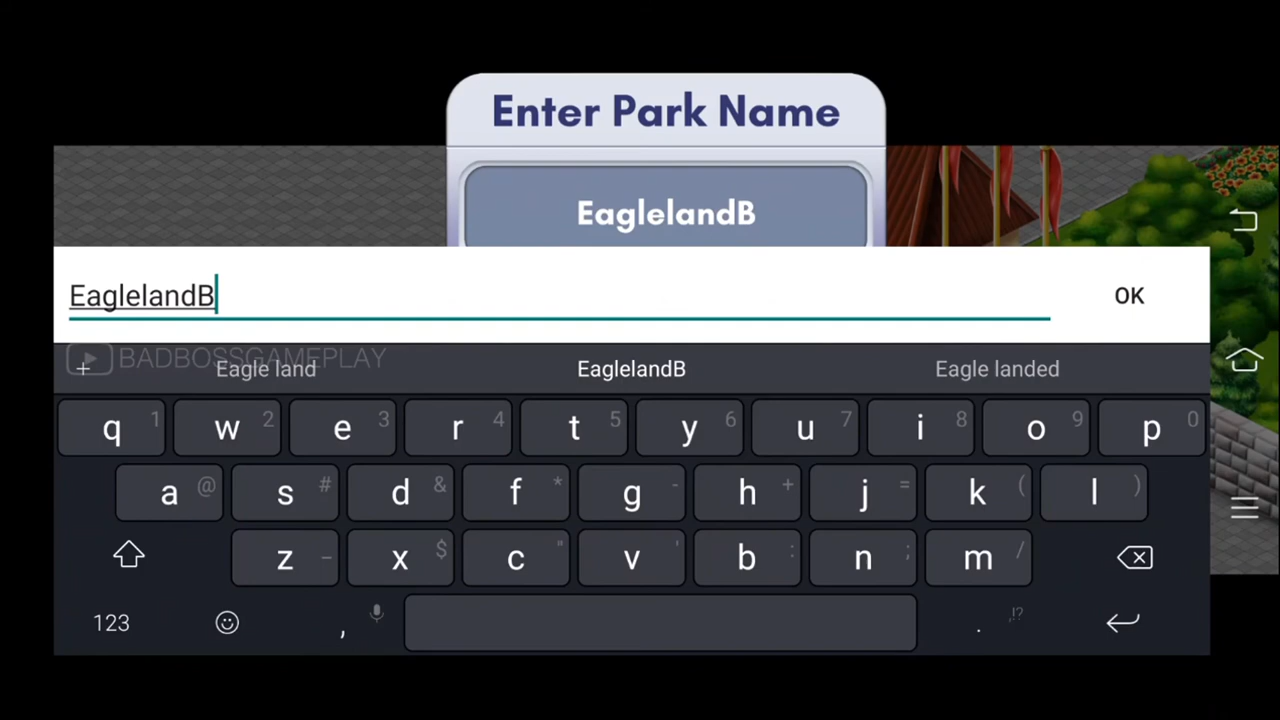 Enter Park Name
EaglelandB
EaglelandB
OK
BADBOSSGAMEPLAY
+ Eagle land EaglelandB Eagle landed
q 1 w 2 e 3 r 4 t 5 y 6 u 7 i 8 o 9 p 0
a @ s # d & f * g - h + j = k ( l )
z _ x $ c " v ' b : n ; m /
123 , . ,!?